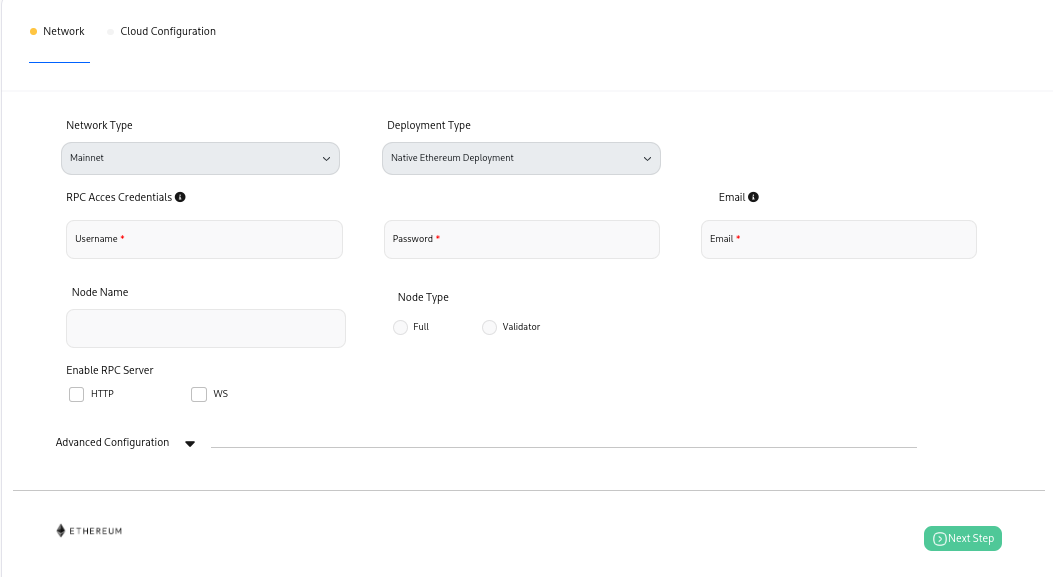 Network Cloud Configuration
Network Type Deployment Type
Mainnet Native Ethereum Deployment
RPC Acces Credentials Email
Username * Password * Email *
Node Name Node Type
Full Validator
Enable RPC Server
HTTP WS
Advanced Configuration
ETHEREUM
Next Step